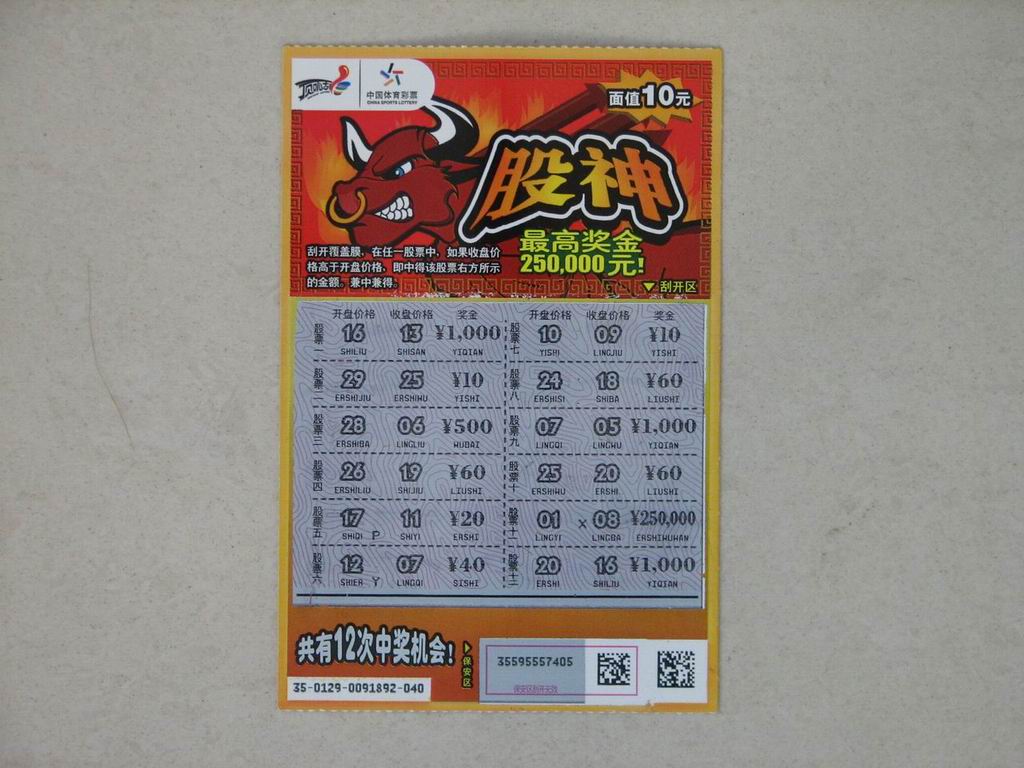 顶呱刮
中国体育彩票
CHINA SPORTS LOTTERY
面值10元
股神
最高奖金
250,000元!
刮开覆盖膜，在任一股票中，如果收盘价
格高于开盘价格，即中得该股票右方所示
的金额。兼中兼得。
▼刮开区
开盘价格 收盘价格 奖金 开盘价格 收盘价格 奖金
股票一 16 13 ¥1,000 股票七 10 09 ¥10
SHILIU SHISAN YIQIAN YISHI LINGJIU YISHI
股票二 29 25 ¥10 股票八 24 18 ¥60
ERSHIJIU ERSHIWU YISHI ERSHISI SHIBA LIUSHI
股票三 28 06 ¥500 股票九 07 05 ¥1,000
ERSHIBA LINGLIU WUBAI LINGQI LINGWU YIQIAN
股票四 26 19 ¥60 股票十 25 20 ¥60
ERSHILIU SHIJIU LIUSHI ERSHIWU ERSHI LIUSHI
股票五 17 11 ¥20 股票十一 01 × 08 ¥250,000
SHIQI P SHIYI ERSHI LINGYI LINGBA ERSHIWUWAN
股票六 12 07 ¥40 股票十二 20 16 ¥1,000
SHIER Y LINGQI SISHI ERSHI SHILIU YIQIAN
共有12次中奖机会!
保安区
35595557405
保安区刮开无效
35-0129-0091892-040